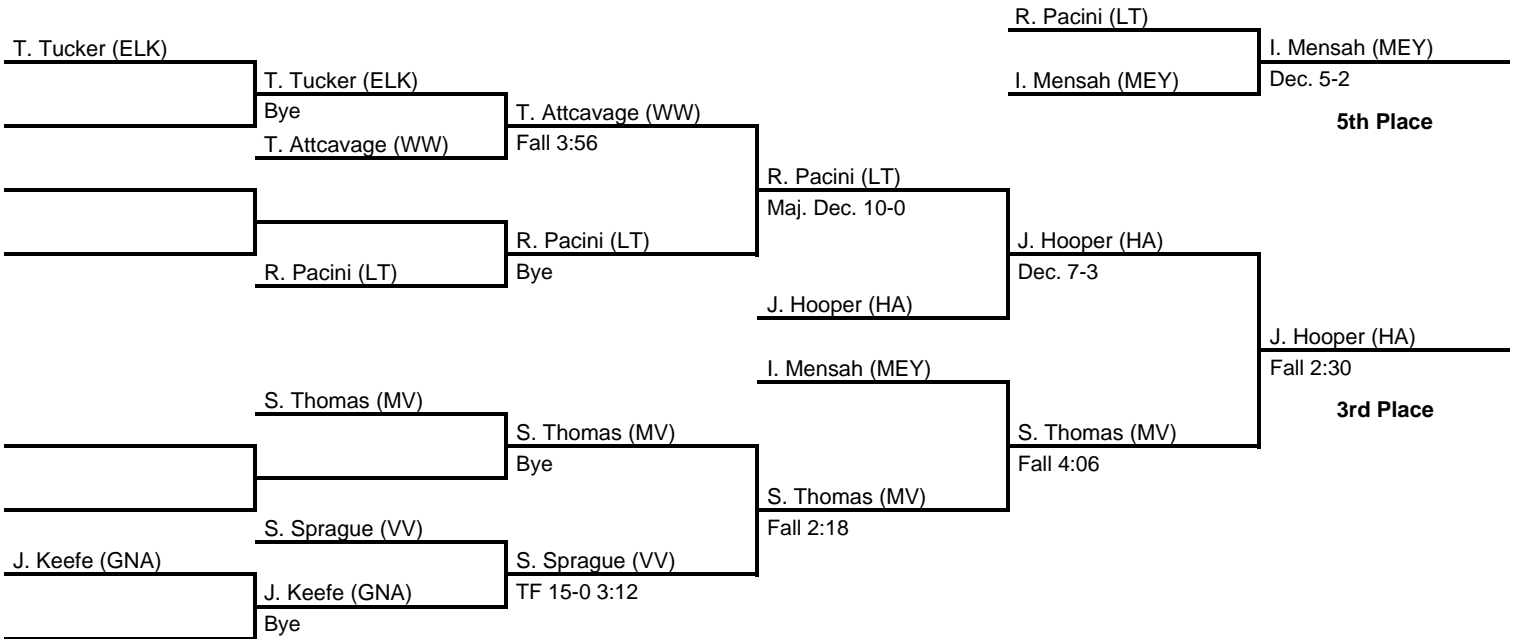 R. Pacini (LT)
T. Tucker (ELK)
I. Mensah (MEY)
T. Tucker (ELK)
I. Mensah (MEY)
Dec. 5-2
Bye
T. Attcavage (WW)
5th Place
T. Attcavage (WW)
Fall 3:56
R. Pacini (LT)
Maj. Dec. 10-0
R. Pacini (LT)
J. Hooper (HA)
R. Pacini (LT)
Bye
Dec. 7-3
J. Hooper (HA)
J. Hooper (HA)
I. Mensah (MEY)
Fall 2:30
S. Thomas (MV)
3rd Place
S. Thomas (MV)
S. Thomas (MV)
Bye
Fall 4:06
S. Thomas (MV)
S. Sprague (VV)
Fall 2:18
J. Keefe (GNA)
S. Sprague (VV)
J. Keefe (GNA)
TF 15-0 3:12
Bye